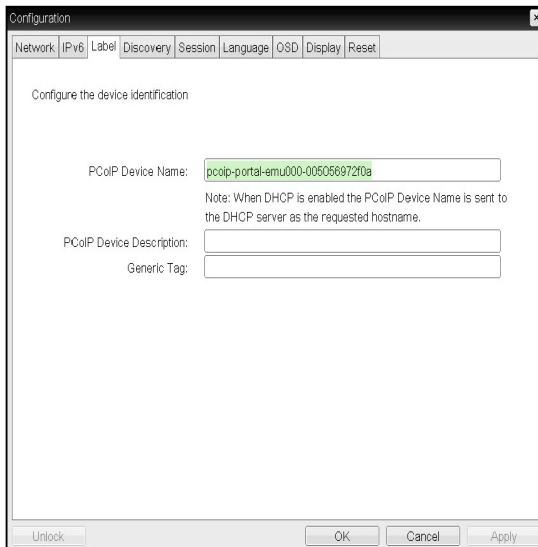 Configuration
Network IPv6 Label Discovery Session Language OSD Display Reset
Configure the device identification
PCoIP Device Name: pcoip-portal-emu000-005056972f0a
Note: When DHCP is enabled the PCoIP Device Name is sent to
the DHCP server as the requested hostname.
PCoIP Device Description:
Generic Tag:
Unlock OK Cancel Apply